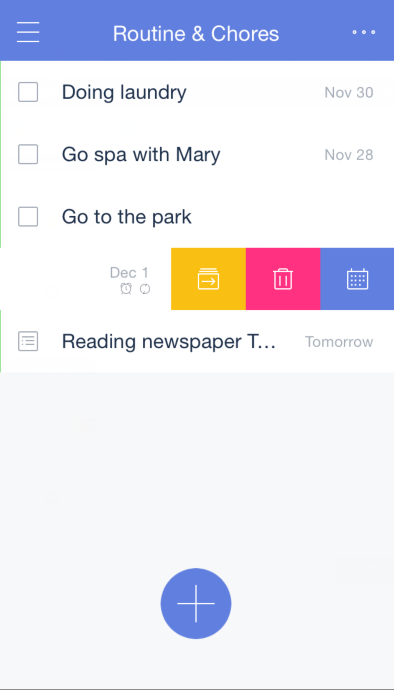 Routine & Chores
Doing laundry Nov 30
Go spa with Mary Nov 28
Go to the park
Dec 1
Reading newspaper T... Tomorrow